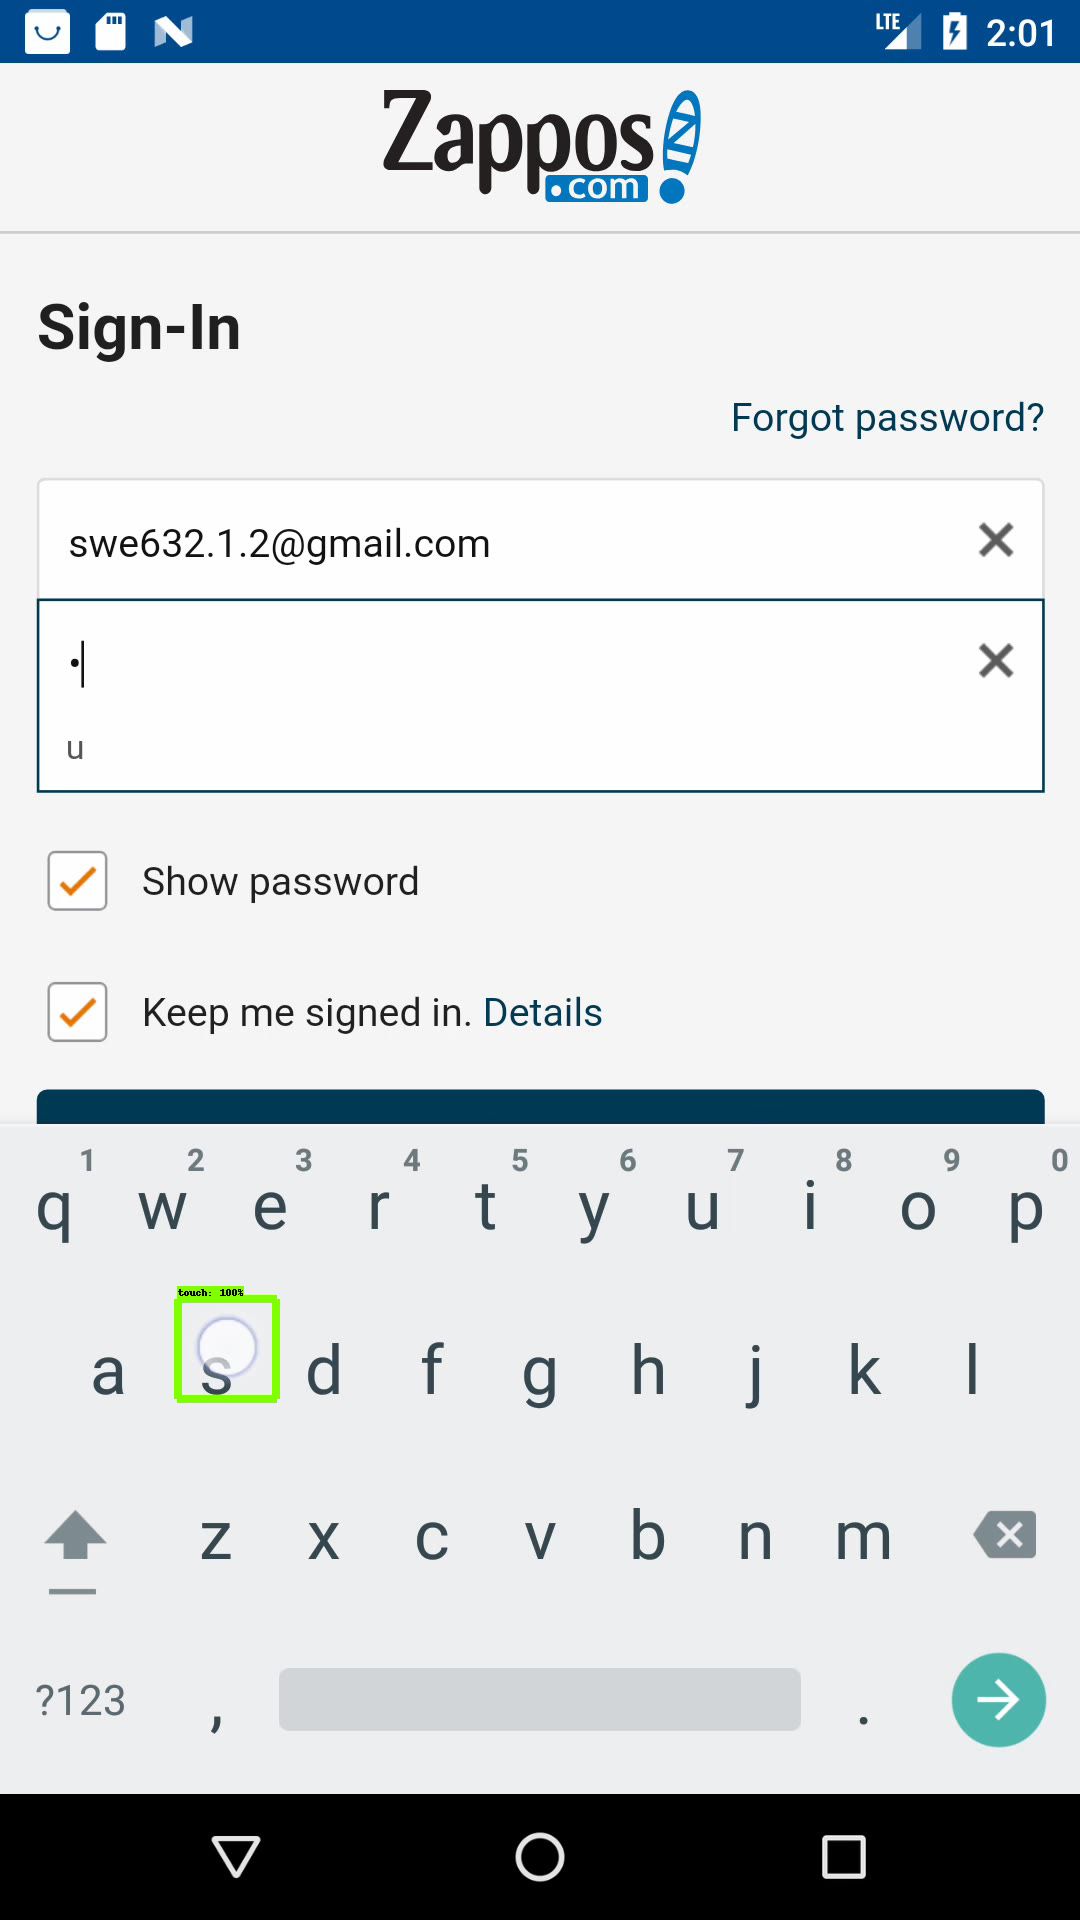 LTE 2:01
Zappos
.com
Sign-In
Forgot password?
swe632.1.2@gmail.com
•
u
Show password
Keep me signed in. Details
1 2 3 4 5 6 7 8 9 0
q w e r t y u i o p
touch: 100%
a s d f g h j k l
z x c v b n m
?123 , .